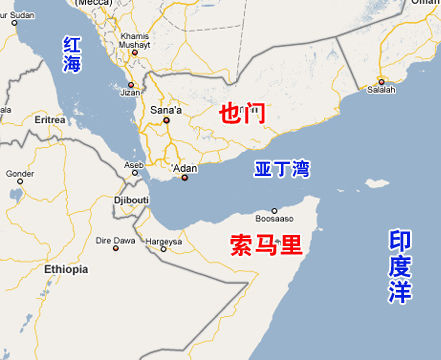 (Mecca)
ur Sudan
Oman
Khamis
Mushayt
红
海
Jizan
Salalah
Sana'a
也门
Eritrea
亚丁湾
Aseb
'Adan
Gonder
Djibouti
Boosaaso
Dire Dawa
Hargeysa
索马里
印
度
洋
Ethiopia